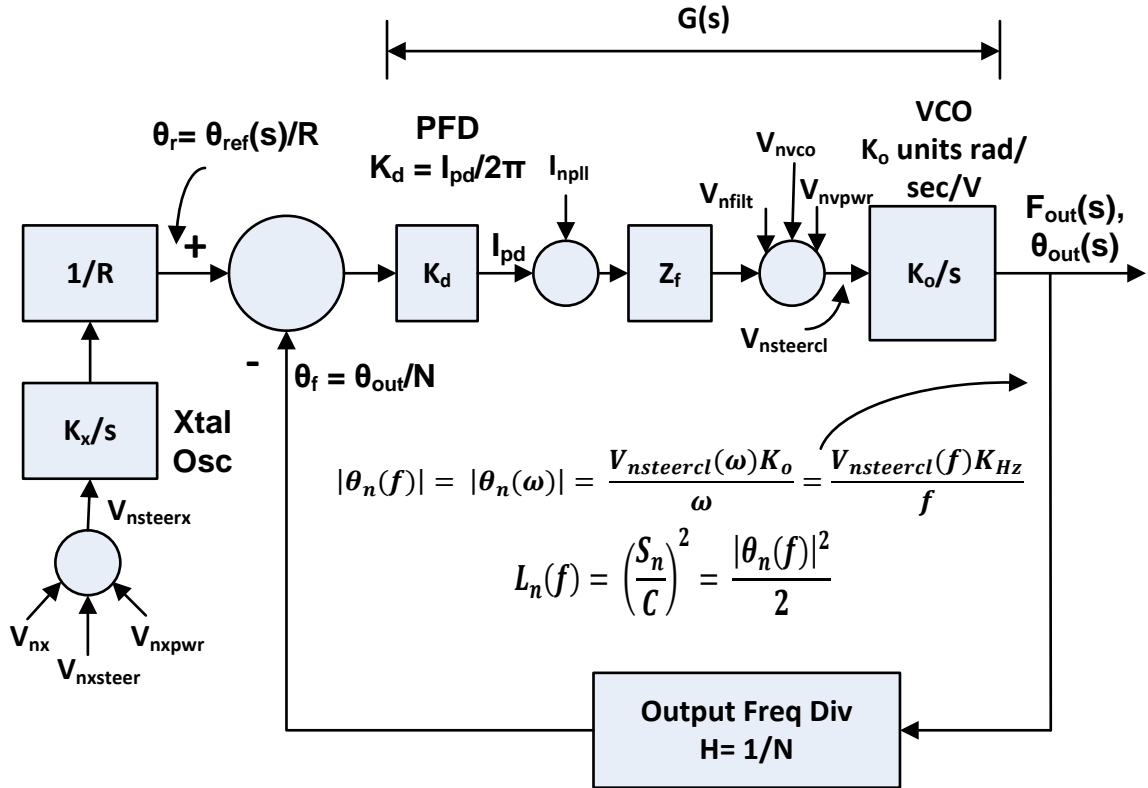 G(s)
θr= θref(s)/R
PFD
Kd = Ipd/2π
Inpll
Vnvco
Vnfilt
Vnvpwr
VCO
Ko units rad/
sec/V
Fout(s),
θout(s)
+
1/R
Kd
Ipd
Zf
Ko/s
Vnsteercl
-
θf = θout/N
Kx/s
Xtal
Osc
|θn(f)| = |θn(ω)| = Vnsteercl(ω)Ko/ω = Vnsteercl(f)KHz/f
Vnsteerx
Ln(f) = (Sn/C)² = |θn(f)|²/2
Vnx
Vnxpwr
Vnxsteer
Output Freq Div
H= 1/N